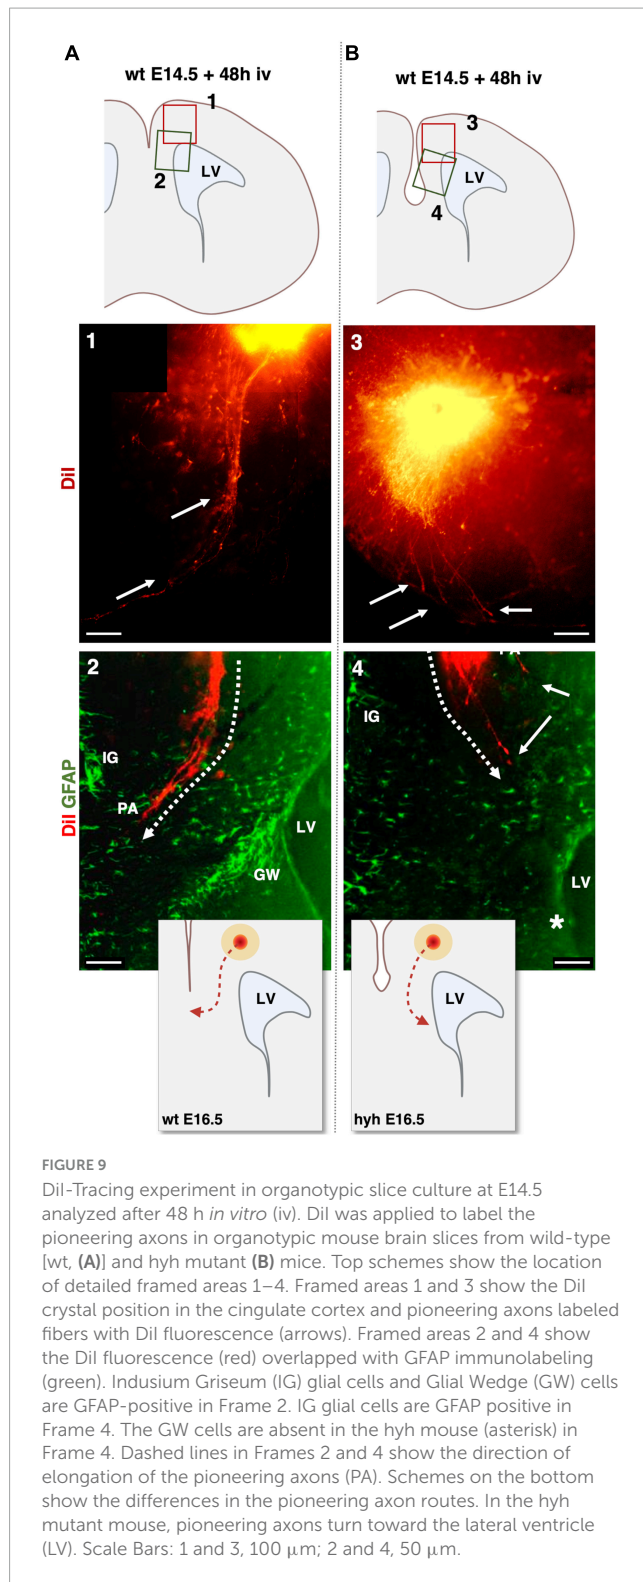 A
B
wt E14.5 + 48h iv
wt E14.5 + 48h iv
1
2
LV
3
4
LV
DiI
1
3
DiI GFAP
2
IG
PA
GW
LV
4
PA
IG
LV
*
LV
wt E16.5
LV
hyh E16.5
FIGURE 9
DiI-Tracing experiment in organotypic slice culture at E14.5
analyzed after 48 h in vitro (iv). DiI was applied to label the
pioneering axons in organotypic mouse brain slices from wild-type
[wt, (A)] and hyh mutant (B) mice. Top schemes show the location
of detailed framed areas 1–4. Framed areas 1 and 3 show the DiI
crystal position in the cingulate cortex and pioneering axons labeled
fibers with DiI fluorescence (arrows). Framed areas 2 and 4 show
the DiI fluorescence (red) overlapped with GFAP immunolabeling
(green). Indusium Griseum (IG) glial cells and Glial Wedge (GW) cells
are GFAP-positive in Frame 2. IG glial cells are GFAP positive in
Frame 4. The GW cells are absent in the hyh mouse (asterisk) in
Frame 4. Dashed lines in Frames 2 and 4 show the direction of
elongation of the pioneering axons (PA). Schemes on the bottom
show the differences in the pioneering axon routes. In the hyh
mutant mouse, pioneering axons turn toward the lateral ventricle
(LV). Scale Bars: 1 and 3, 100 μm; 2 and 4, 50 μm.